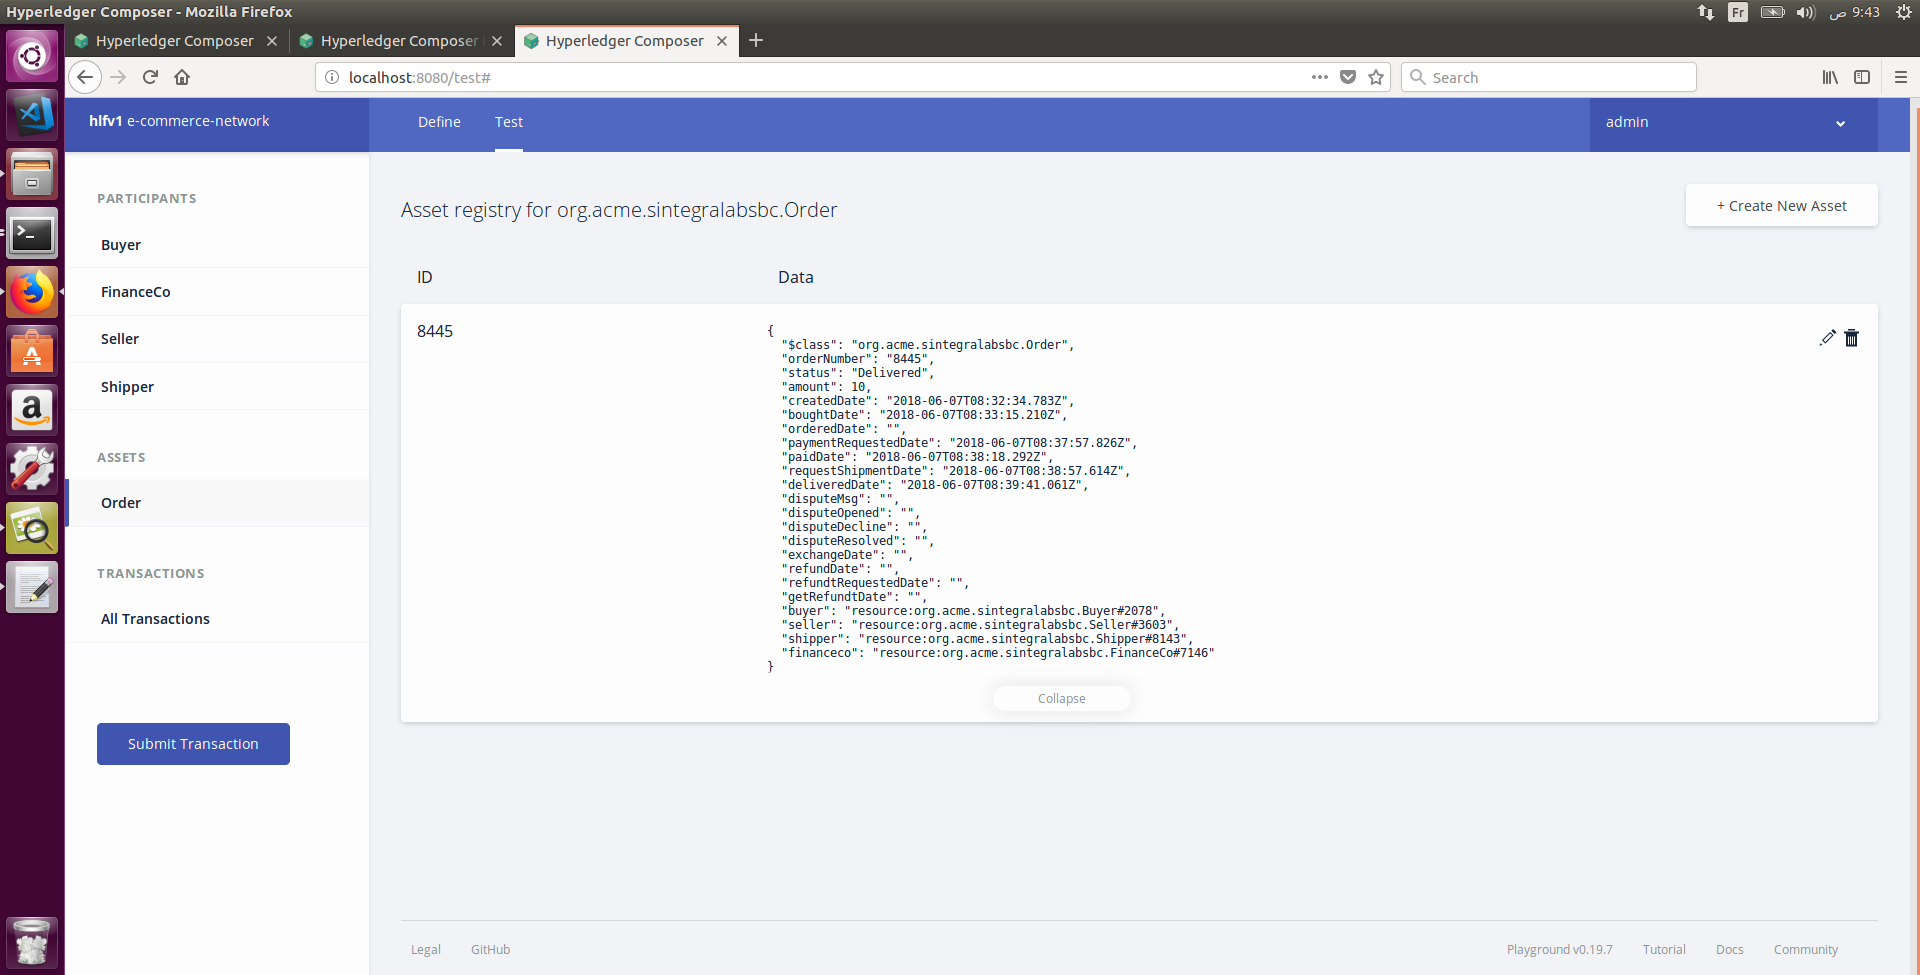 Hyperledger Composer - Mozilla Firefox
Fr
9:43 ص
Hyperledger Composer
Hyperledger Composer
Hyperledger Composer
localhost:8080/test#
Search
hlfv1 e-commerce-network
Define
Test
admin
PARTICIPANTS
Buyer
FinanceCo
Seller
Shipper
ASSETS
Order
TRANSACTIONS
All Transactions
Submit Transaction
Asset registry for org.acme.sintegralabsbc.Order
+ Create New Asset
ID
Data
8445
{
"$class": "org.acme.sintegralabsbc.Order",
"orderNumber": "8445",
"status": "Delivered",
"amount": 10,
"createdDate": "2018-06-07T08:32:34.783Z",
"boughtDate": "2018-06-07T08:33:15.210Z",
"orderedDate": "",
"paymentRequestedDate": "2018-06-07T08:37:57.826Z",
"paidDate": "2018-06-07T08:38:18.292Z",
"requestShipmentDate": "2018-06-07T08:38:57.614Z",
"deliveredDate": "2018-06-07T08:39:41.061Z",
"disputeMsg": "",
"disputeOpened": "",
"disputeDecline": "",
"disputeResolved": "",
"exchangeDate": "",
"refundDate": "",
"refundtRequestedDate": "",
"getRefundtDate": "",
"buyer": "resource:org.acme.sintegralabsbc.Buyer#2078",
"seller": "resource:org.acme.sintegralabsbc.Seller#3603",
"shipper": "resource:org.acme.sintegralabsbc.Shipper#8143",
"financeco": "resource:org.acme.sintegralabsbc.FinanceCo#7146"
}
Collapse
Legal
GitHub
Playground v0.19.7
Tutorial
Docs
Community